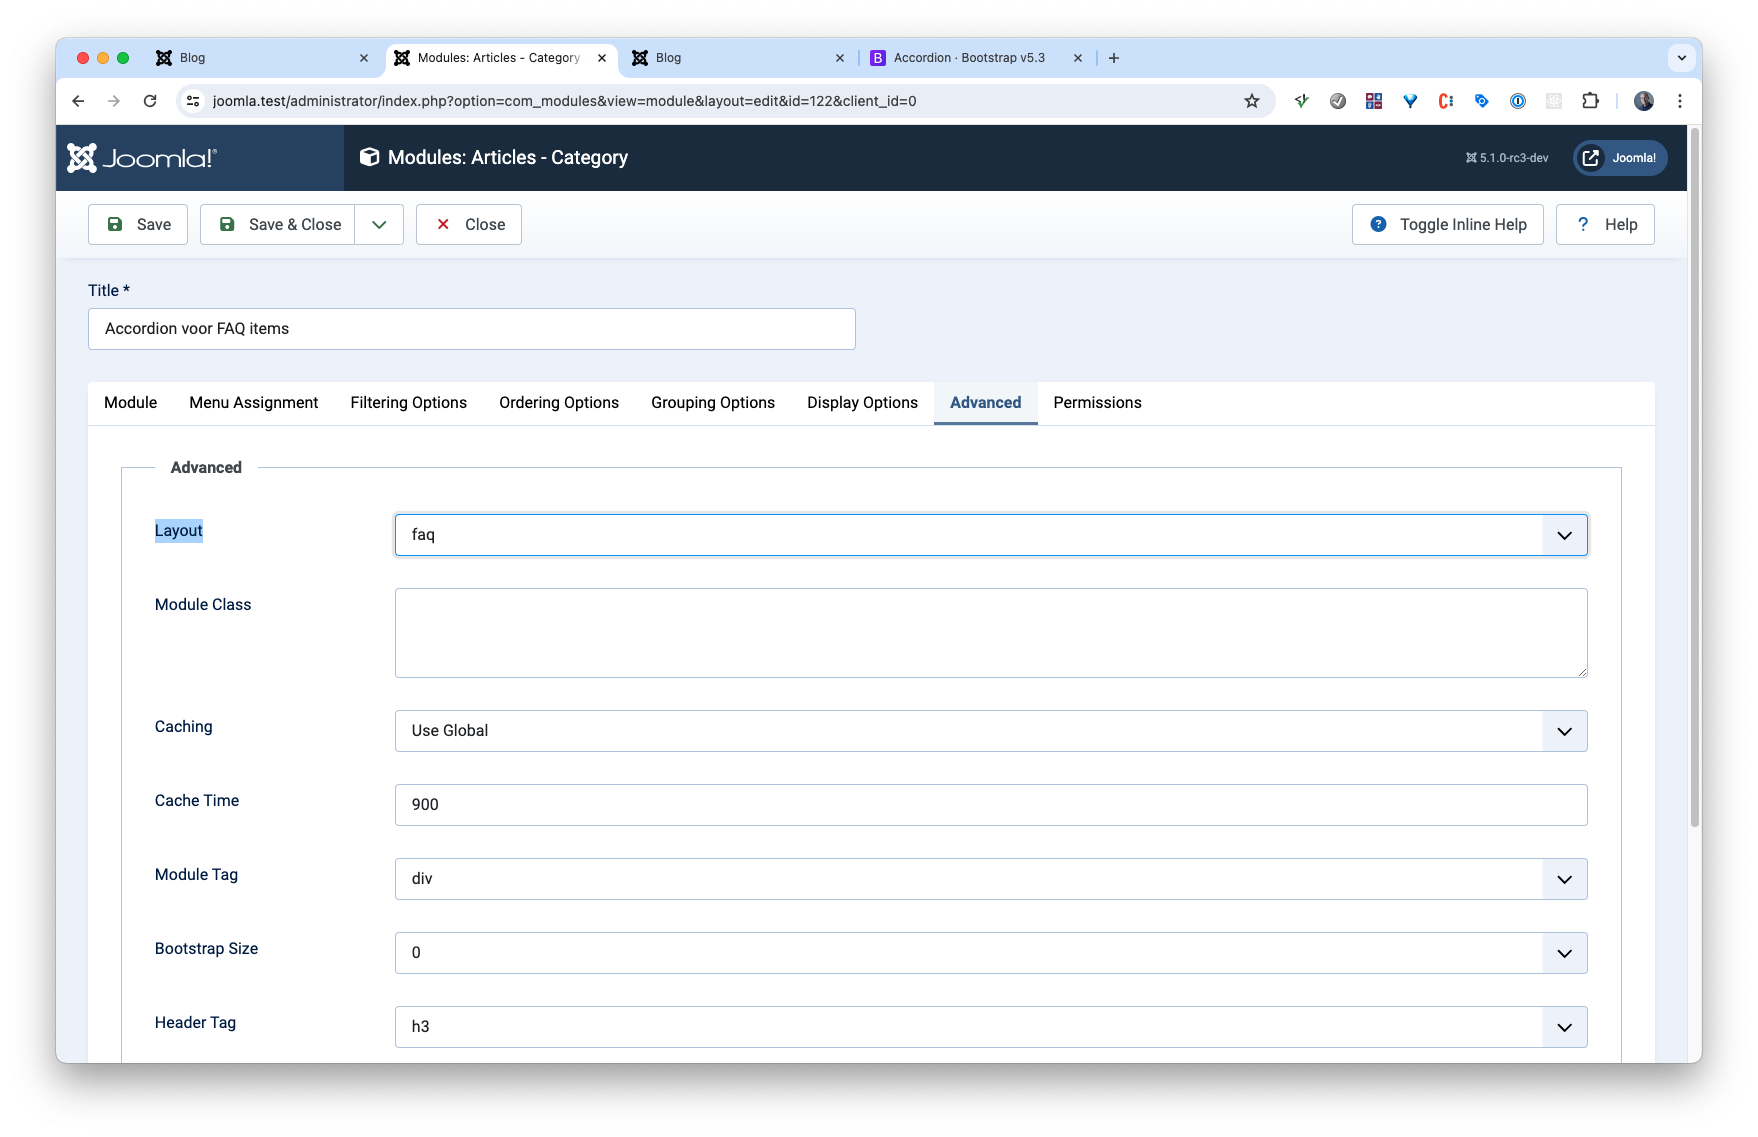 Blog
Modules: Articles - Category
Blog
Accordion · Bootstrap v5.3
joomla.test/administrator/index.php?option=com_modules&view=module&layout=edit&id=122&client_id=0
Joomla!®
Modules: Articles - Category
5.1.0-rc3-dev
Joomla!
Save
Save & Close
Close
Toggle Inline Help
? Help
Title *
Accordion voor FAQ items
Module Menu Assignment Filtering Options Ordering Options Grouping Options Display Options Advanced Permissions
Advanced
Layout
faq
Module Class
Caching
Use Global
Cache Time
900
Module Tag
div
Bootstrap Size
0
Header Tag
h3